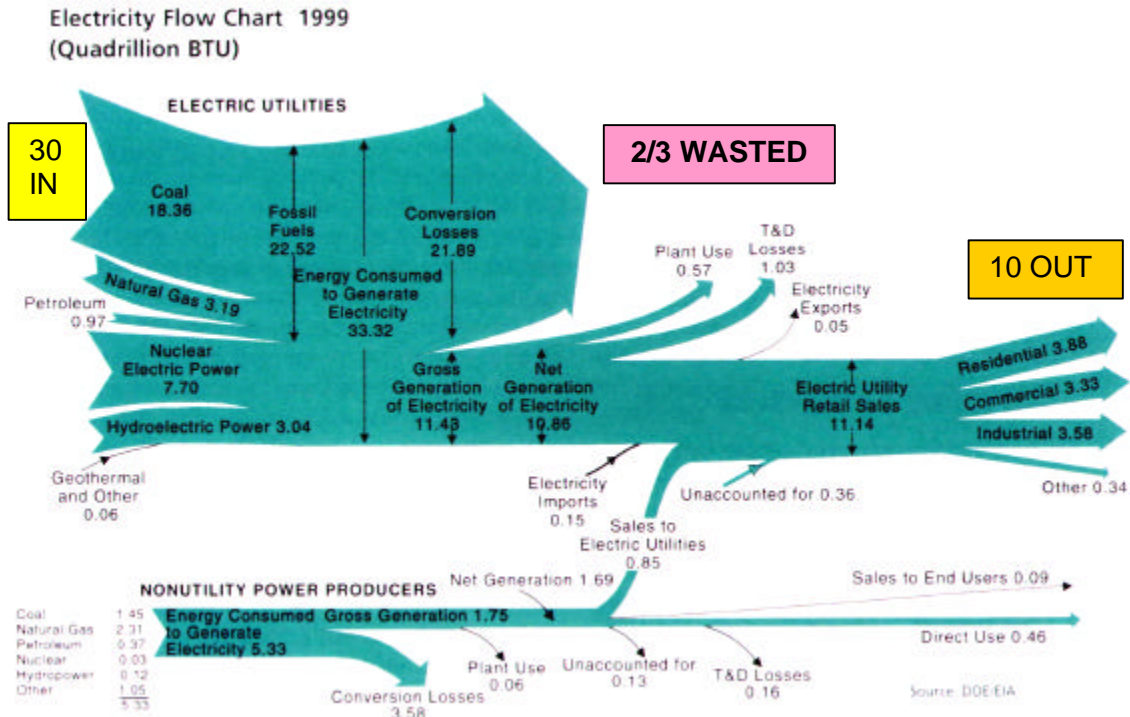 Electricity Flow Chart 1999
(Quadrillion BTU)
ELECTRIC UTILITIES
30
IN
2/3 WASTED
10 OUT
Coal
18.36
Fossil
Fuels
22.52
Conversion
Losses
21.89
Energy Consumed
to Generate
Electricity
33.32
Natural Gas 3.19
Petroleum
0.97
Nuclear
Electric Power
7.70
Hydroelectric Power 3.04
Geothermal
and Other
0.06
Gross
Generation
of Electricity
11.43
Net
Generation
of Electricity
10.86
Plant Use
0.57
T&D
Losses
1.03
Electricity
Exports
0.05
Electric Utility
Retail Sales
11.14
Residential 3.88
Commercial 3.33
Industrial 3.58
Other 0.34
Electricity
Imports
0.15
Unaccounted for 0.36
Sales to
Electric Utilities
0.85
NONUTILITY POWER PRODUCERS
Coal 1.45
Natural Gas 2.31
Petroleum 0.37
Nuclear 0.03
Hydropower 0.12
Other 1.05
5.33
Energy Consumed
to Generate
Electricity 5.33
Gross Generation 1.75
Net Generation 1.69
Conversion Losses
3.58
Plant Use
0.06
Unaccounted for
0.13
T&D Losses
0.16
Sales to End Users 0.09
Direct Use 0.46
Source: DOE/EIA